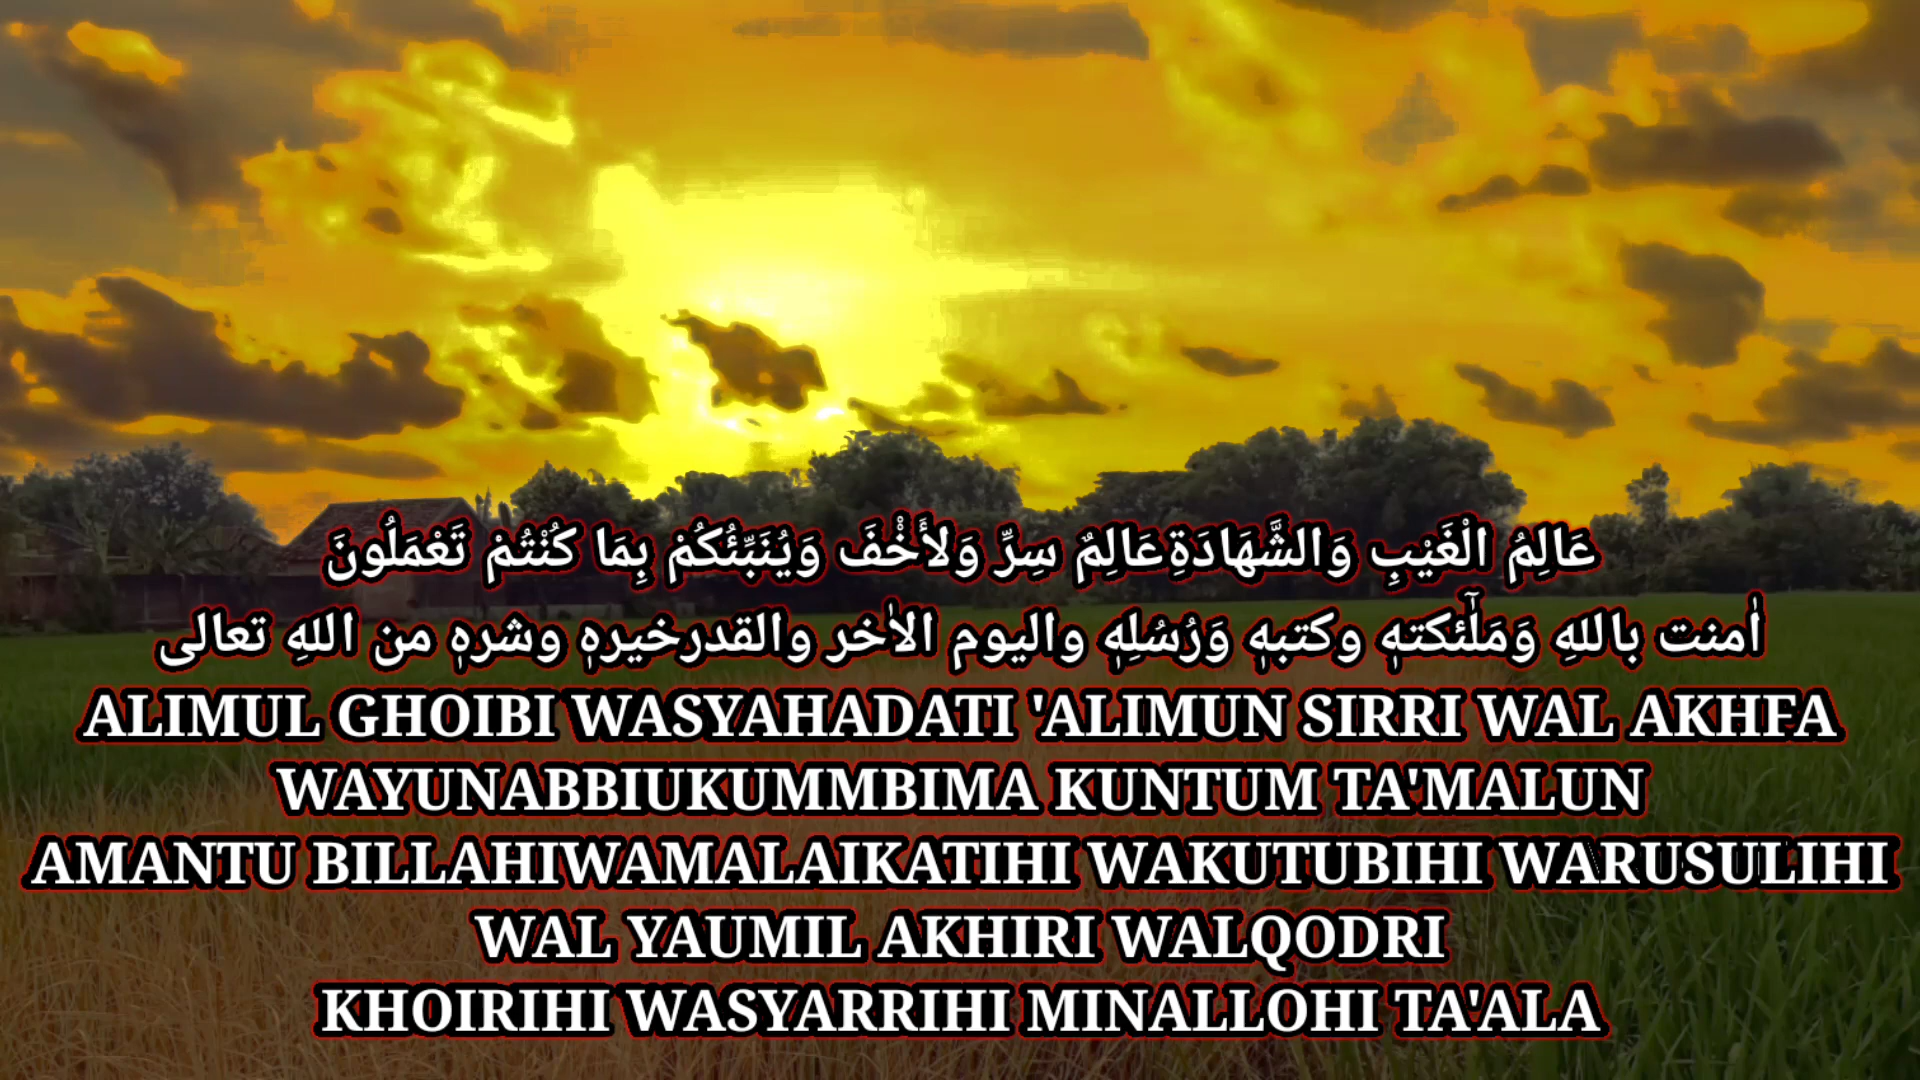 عَالِمُ الْغَيْبِ وَالشَّهَادَةِعَالِمٌ سِرِّ وَلأَخْفَ وَيُنَبِّئُكُمْ بِمَا كُنْتُمْ تَعْمَلُونَ
اٰمنت باللهِ وَمَلٰٓئكتهٖ وكتبهٖ وَرُسُلِهٖ واليوم الاٰخر والقدرخيرهٖ وشرهٖ من اللهِ تعالى
ALIMUL GHOIBI WASYAHADATI 'ALIMUN SIRRI WAL AKHFA
WAYUNABBIUKUMMBIMA KUNTUM TA'MALUN
AMANTU BILLAHIWAMALAIKATIHI WAKUTUBIHI WARUSULIHI
WAL YAUMIL AKHIRI WALQODRI
KHOIRIHI WASYARRIHI MINALLOHI TA'ALA